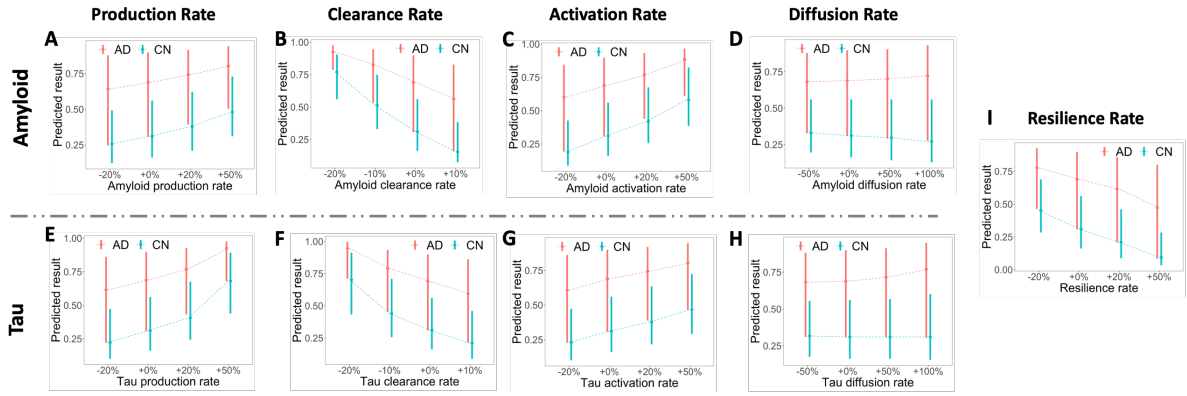 Production Rate
Clearance Rate
Activation Rate
Diffusion Rate
Amyloid
A
AD CN
Predicted result
0.75
0.50
0.25
-20% +0% +20% +50%
Amyloid production rate
B
AD CN
Predicted result
1.00
0.75
0.50
0.25
-20% -10% +0% +10%
Amyloid clearance rate
C
AD CN
Predicted result
1.00
0.75
0.50
0.25
-20% +0% +20% +50%
Amyloid activation rate
D
AD CN
Predicted result
0.75
0.50
0.25
-50% +0% +50% +100%
Amyloid diffusion rate
I Resilience Rate
AD CN
Predicted result
0.75
0.50
0.25
0.00
-20% +0% +20% +50%
Resilience rate
Tau
E
AD CN
Predicted result
1.00
0.75
0.50
0.25
-20% +0% +20% +50%
Tau production rate
F
AD CN
Predicted result
1.00
0.75
0.50
0.25
-20% -10% +0% +10%
Tau clearance rate
G
AD CN
Predicted result
0.75
0.50
0.25
-20% +0% +20% +50%
Tau activation rate
H
AD CN
Predicted result
0.75
0.50
0.25
-50% +0% +50% +100%
Tau diffusion rate